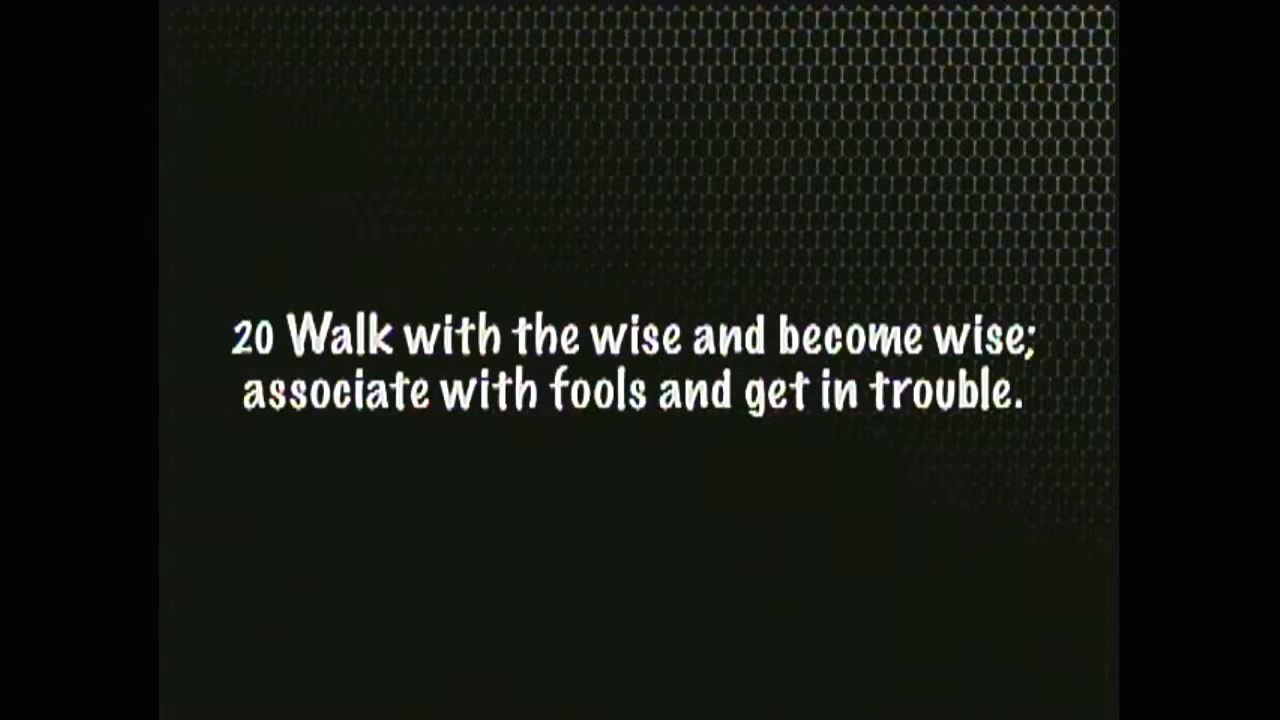 20 Walk with the wise and become wise;
associate with fools and get in trouble.